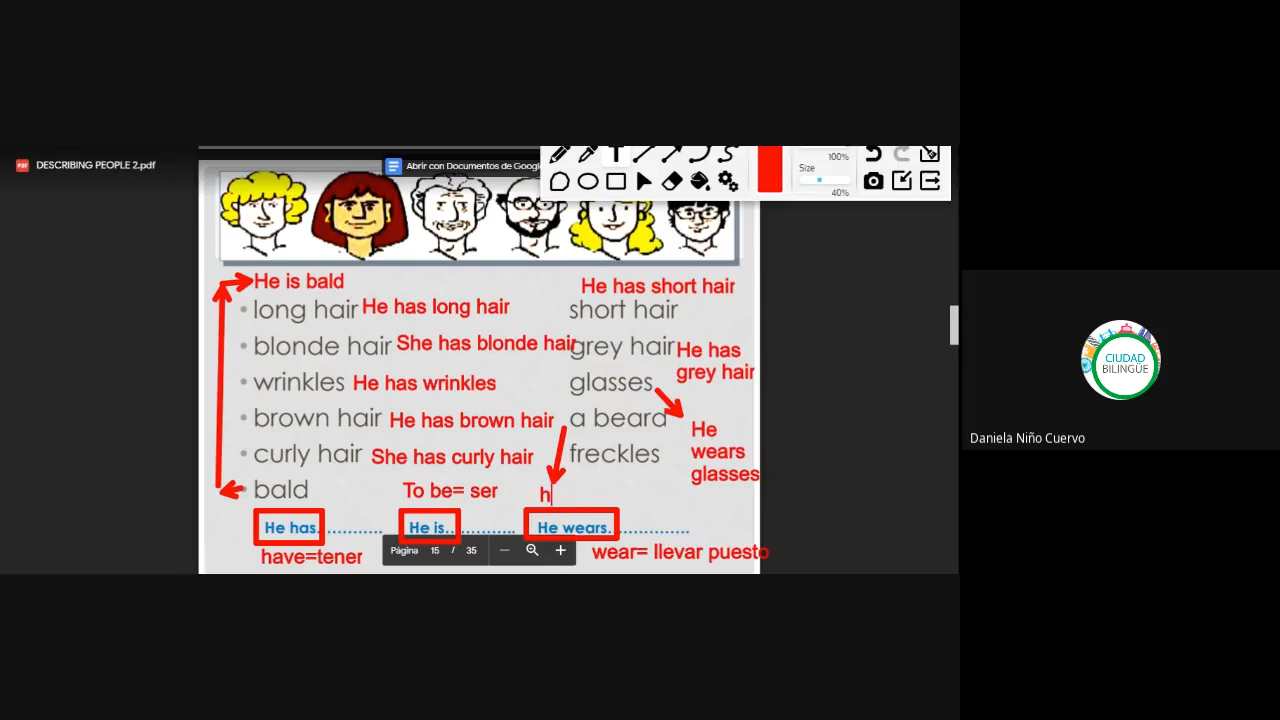 DESCRIBING PEOPLE 2.pdf
Abrir con Documentos de Google
100%
Size
40%
He is bald
He has short hair
long hair He has long hair
short hair
blonde hair She has blonde hair
grey hair He has
grey hair
wrinkles He has wrinkles
glasses
brown hair He has brown hair
a beard
He
wears
glasses
curly hair She has curly hair
freckles
bald
To be= ser
h
He has............
He is...............
He wears................
have=tener
Página 15 / 35
wear= llevar puesto
CIUDAD
BILINGÜE
Daniela Niño Cuervo